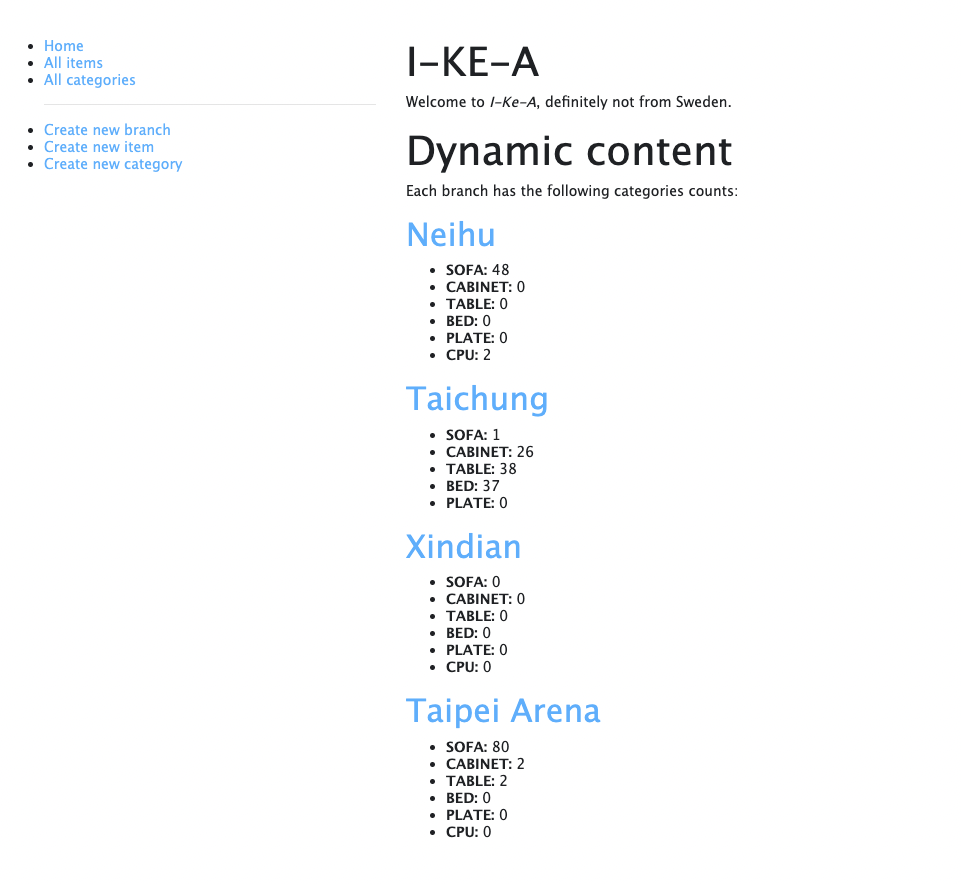 Home
All items
All categories
Create new branch
Create new item
Create new category
I-KE-A
Welcome to I-Ke-A, definitely not from Sweden.
Dynamic content
Each branch has the following categories counts:
Neihu
SOFA: 48
CABINET: 0
TABLE: 0
BED: 0
PLATE: 0
CPU: 2
Taichung
SOFA: 1
CABINET: 26
TABLE: 38
BED: 37
PLATE: 0
Xindian
SOFA: 0
CABINET: 0
TABLE: 0
BED: 0
PLATE: 0
CPU: 0
Taipei Arena
SOFA: 80
CABINET: 2
TABLE: 2
BED: 0
PLATE: 0
CPU: 0